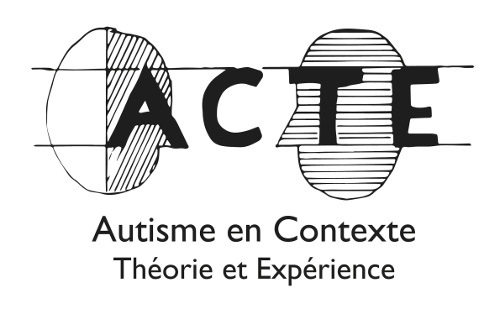 ACTE
Autisme en Contexte
Théorie et Expérience